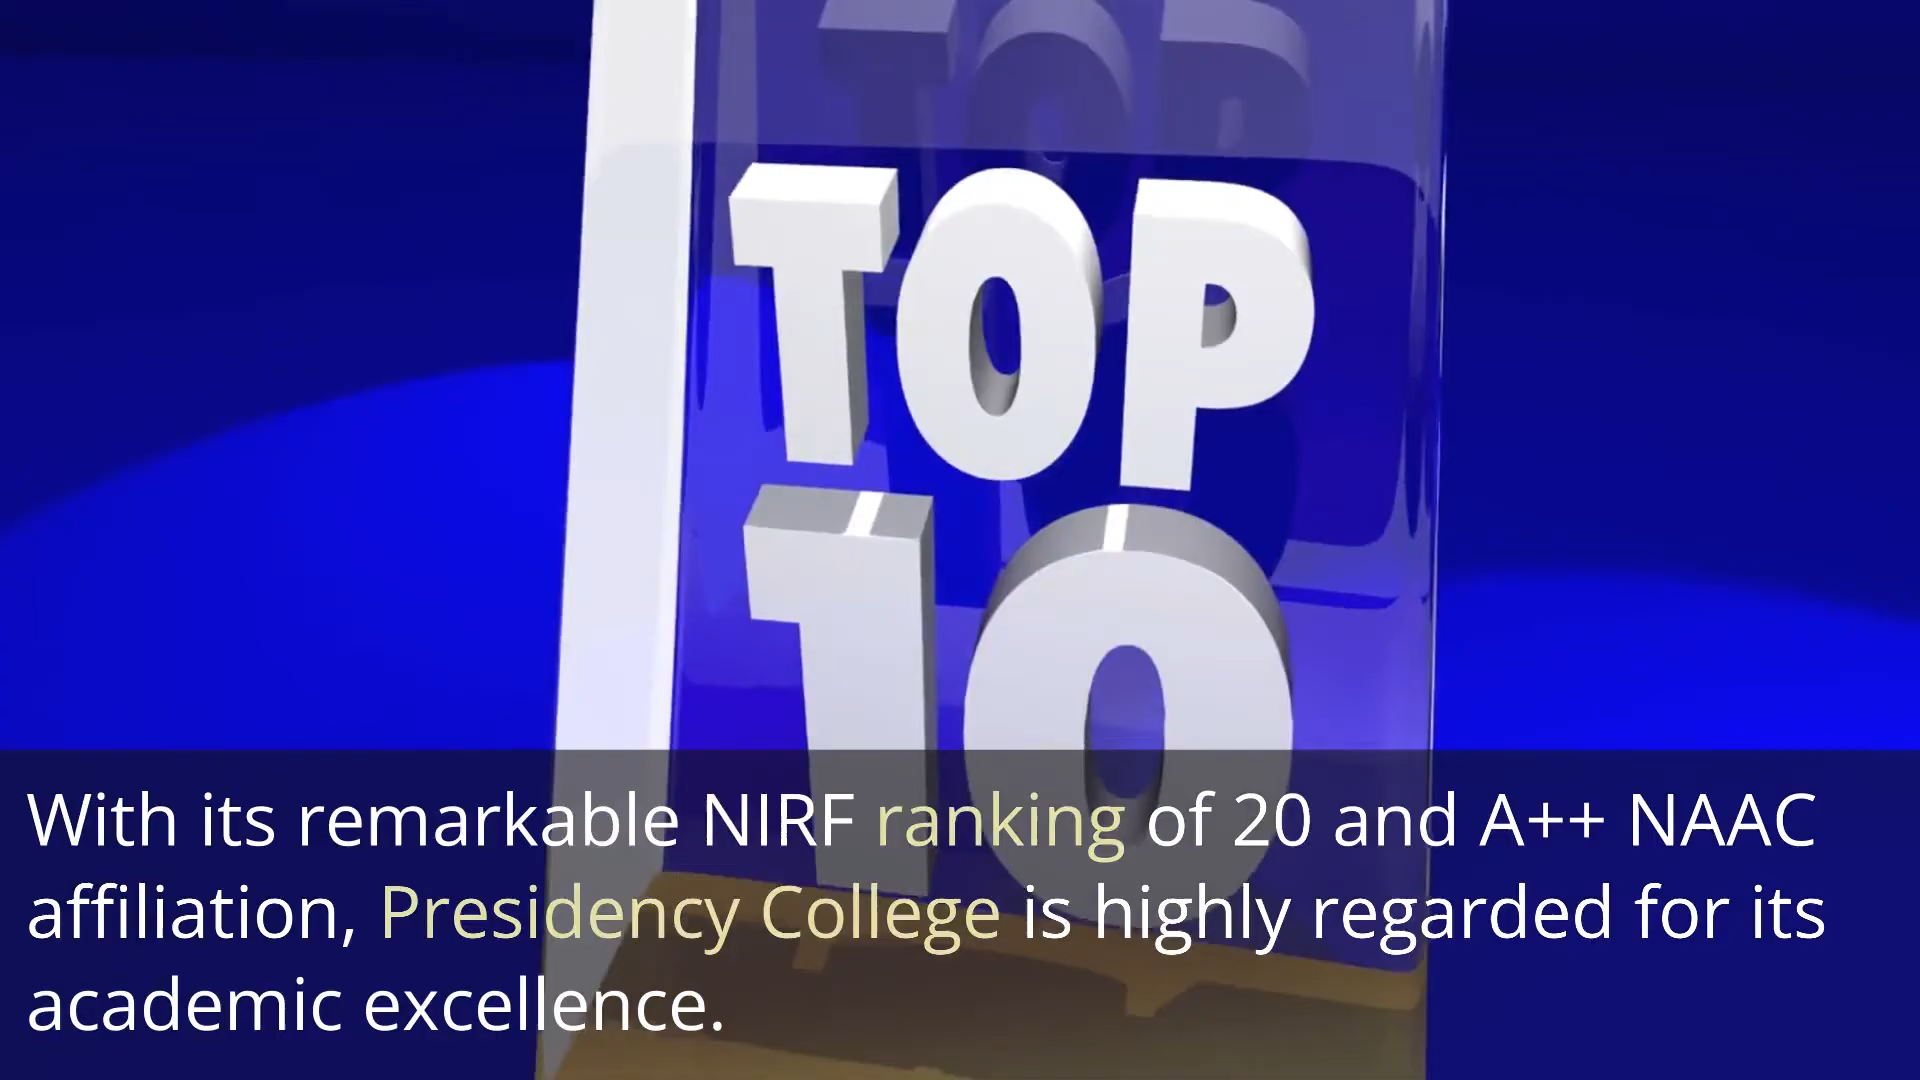 TOP
TOP
10
With its remarkable NIRF ranking of 20 and A++ NAAC
affiliation, Presidency College is highly regarded for its
academic excellence.